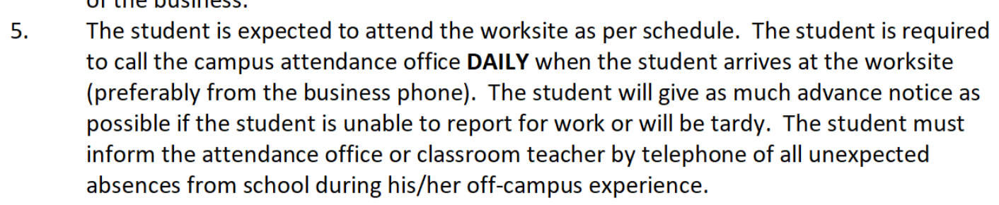 of the business.
5. The student is expected to attend the worksite as per schedule.  The student is required
to call the campus attendance office DAILY when the student arrives at the worksite
(preferably from the business phone).  The student will give as much advance notice as
possible if the student is unable to report for work or will be tardy.  The student must
inform the attendance office or classroom teacher by telephone of all unexpected
absences from school during his/her off-campus experience.